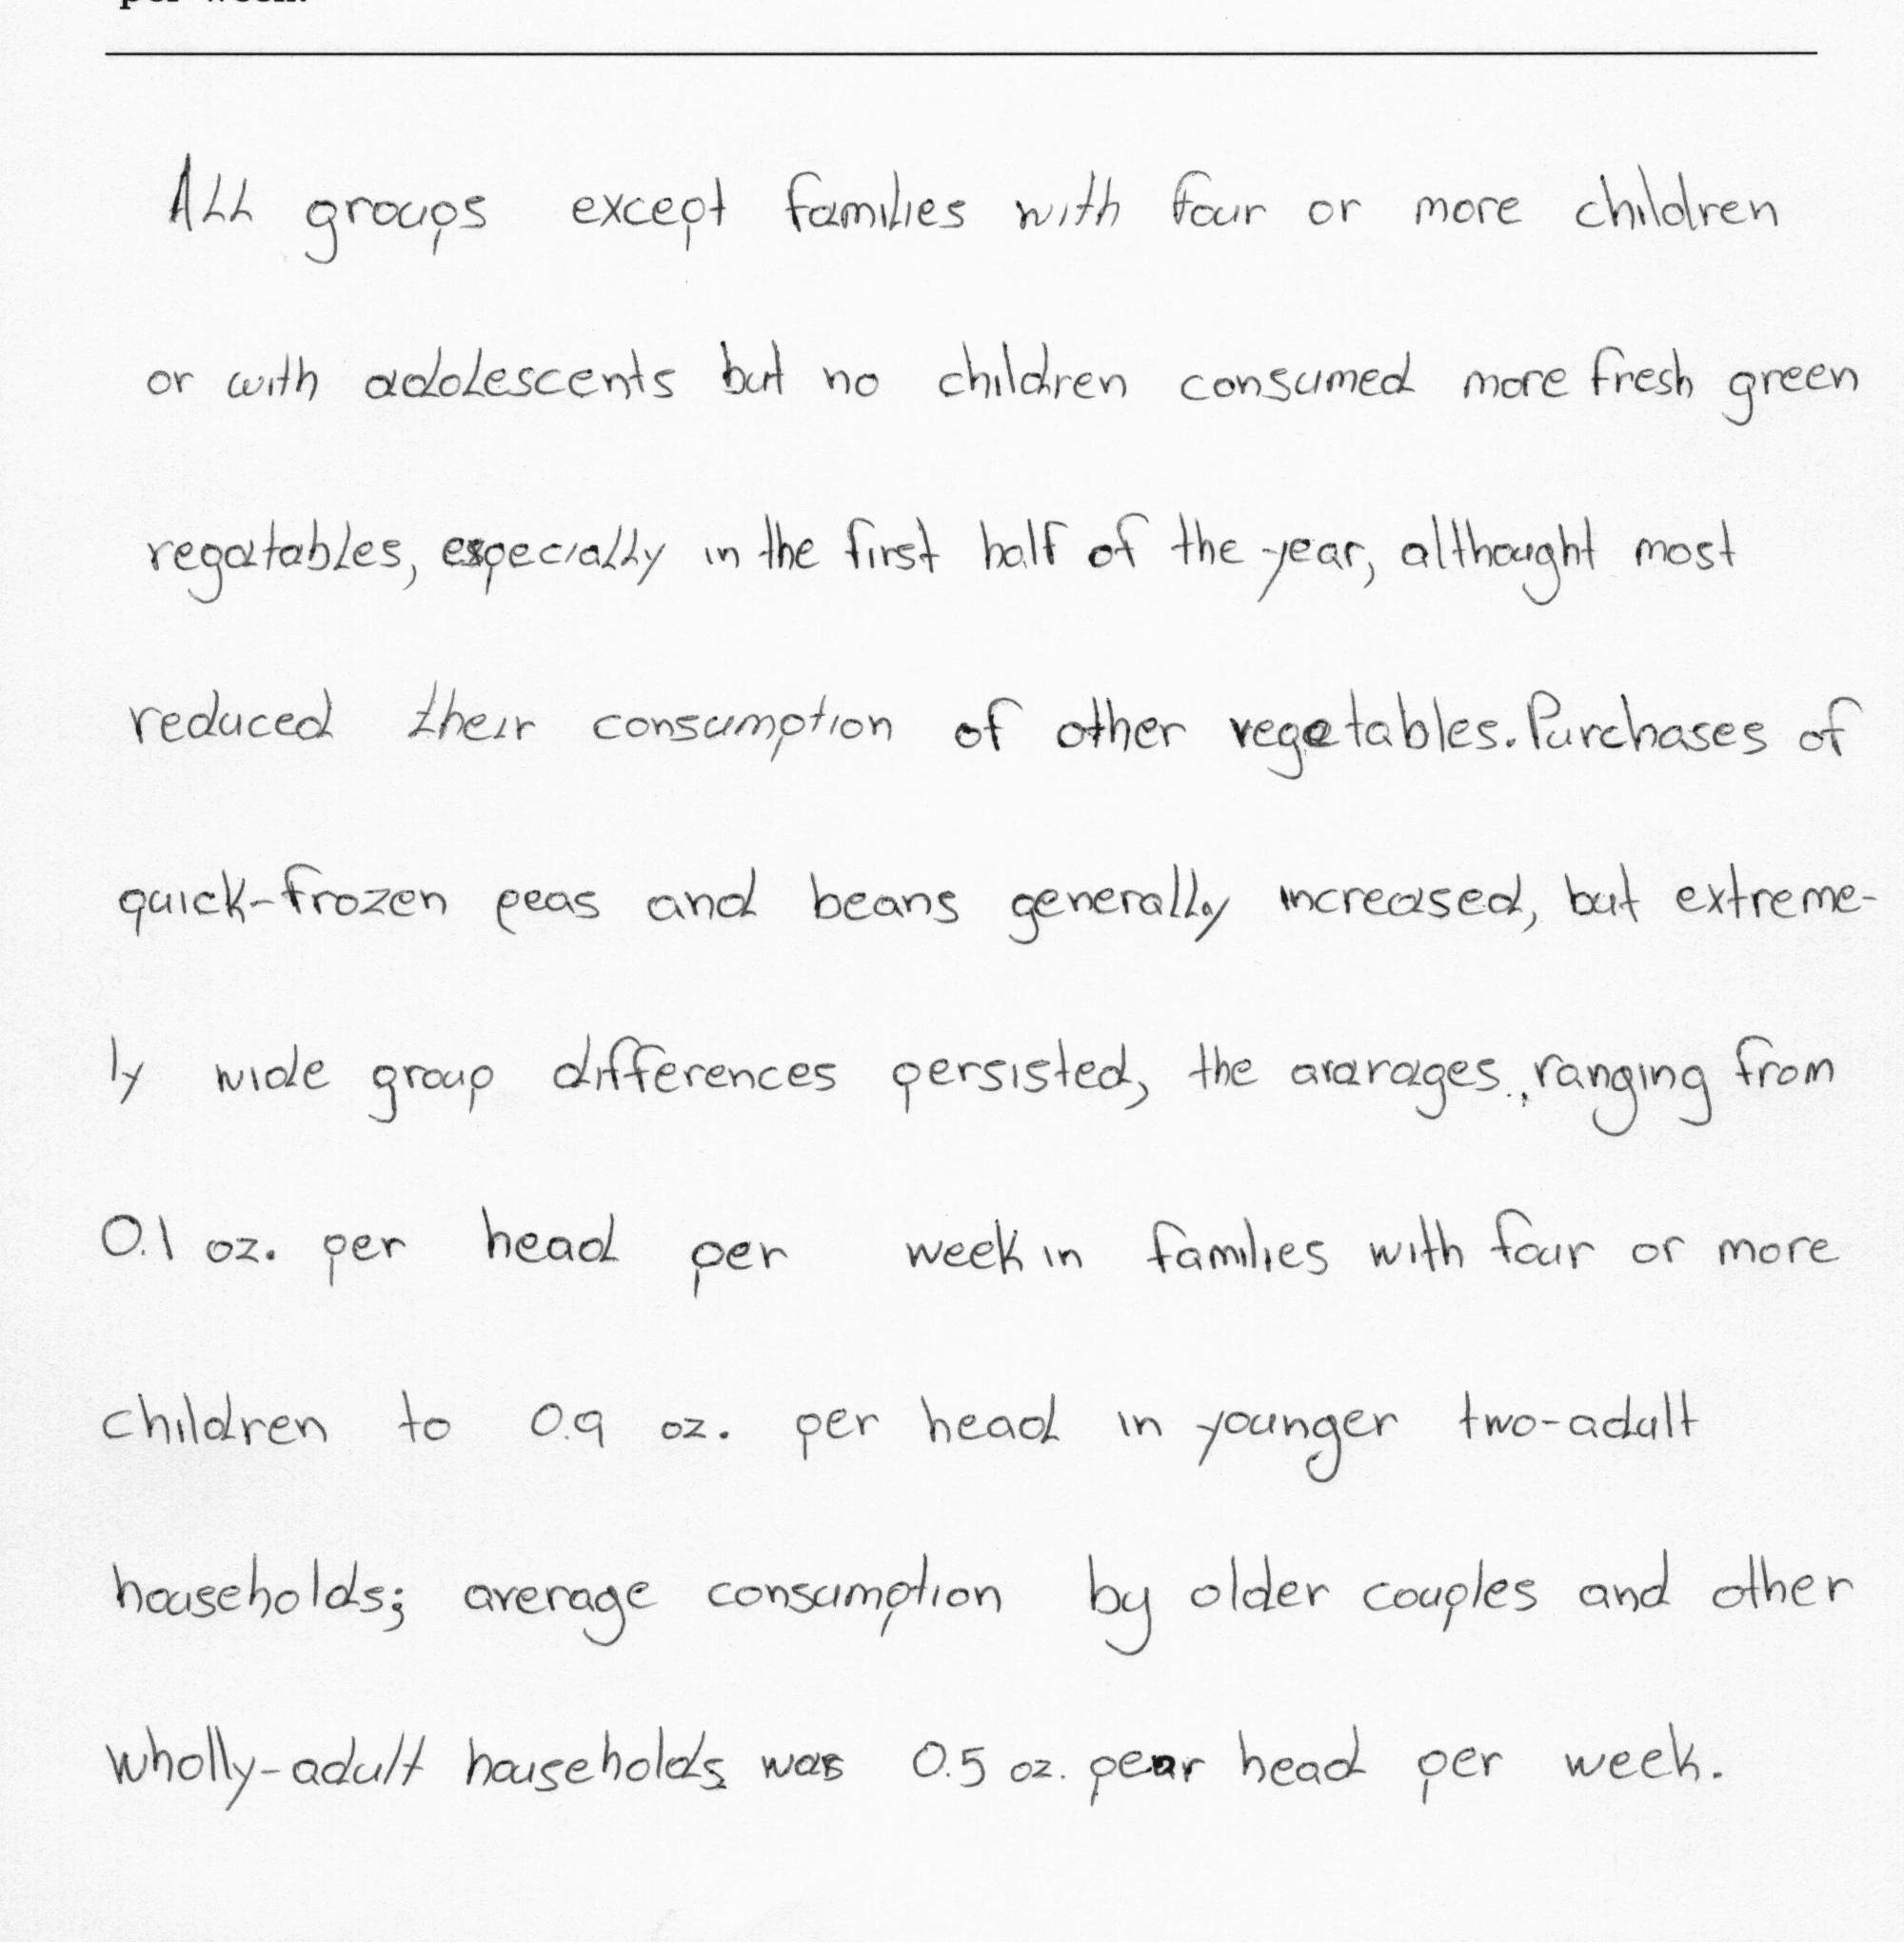 All groups except families with four or more children
or with adolescents but no children consumed more fresh green
vegatables, especially in the first half of the year, althought most
reduced their consumption of other vegetables. Purchases of
quick-frozen peas and beans generally increased, but extreme-
ly wide group differences persisted, the avarages, ranging from
0.1 oz. per head per week in families with four or more
children to 0.9 oz. per head in younger two-adult
households; average consumption by older couples and other
wholly-adult households was 0.5 oz. per head per week.